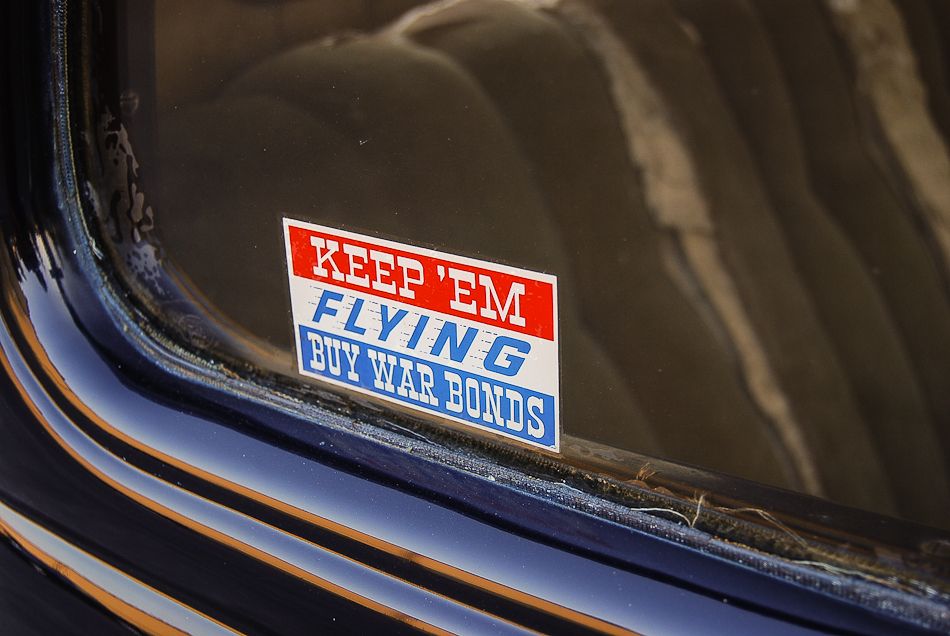 KEEP 'EM
FLYING
BUY WAR BONDS